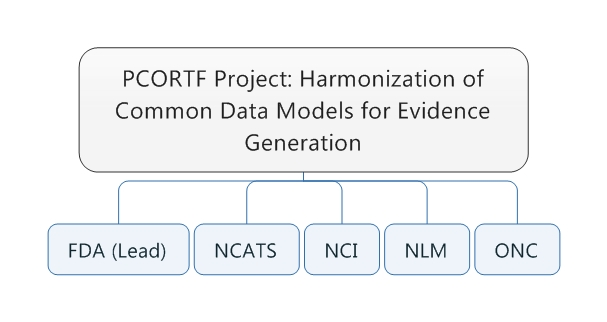 PCORTF Project: Harmonization of
Common Data Models for Evidence
Generation
FDA (Lead)
NCATS
NCI
NLM
ONC